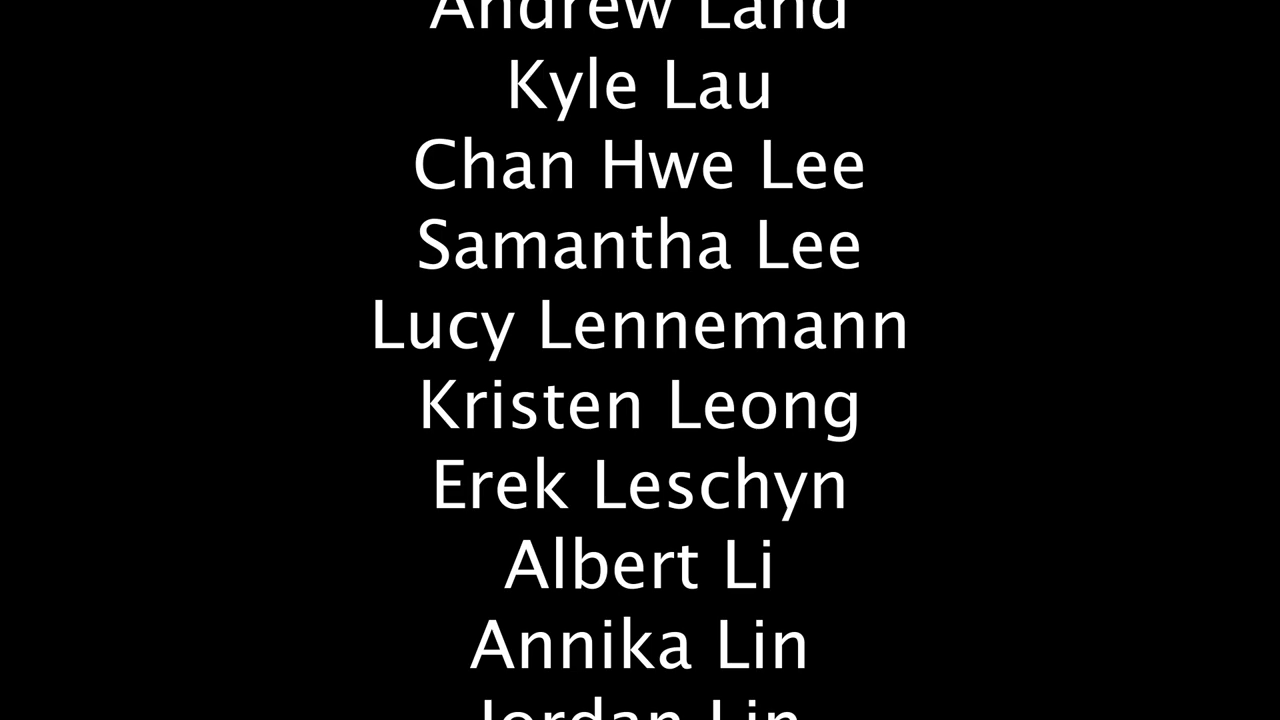 Andrew Land
Kyle Lau
Chan Hwe Lee
Samantha Lee
Lucy Lennemann
Kristen Leong
Erek Leschyn
Albert Li
Annika Lin
Jordan Lin